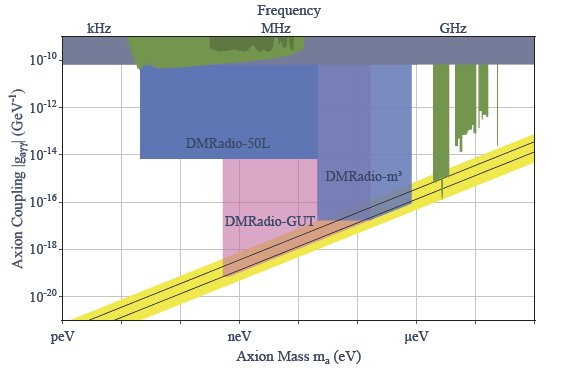 Frequency
kHz MHz GHz
10⁻¹⁰
10⁻¹²
10⁻¹⁴
10⁻¹⁶
10⁻¹⁸
10⁻²⁰
Axion Coupling |gₐᵧᵧ| (GeV⁻¹)
DMRadio-50L
DMRadio-m³
DMRadio-GUT
peV neV µeV
Axion Mass mₐ (eV)